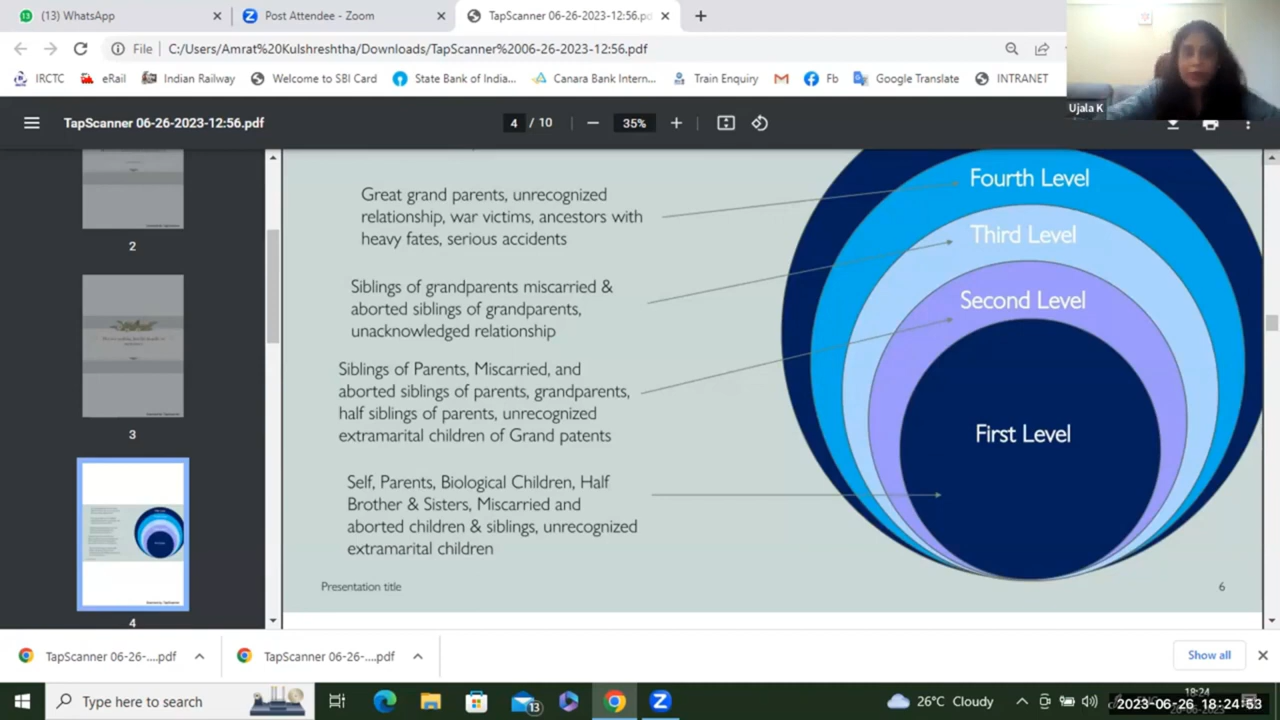 (13) WhatsApp
Post Attendee - Zoom
TapScanner 06-26-2023-12:56.pd
File
C:/Users/Amrat%20Kulshreshtha/Downloads/TapScanner%2006-26-2023-12:56.pdf
IRCTC
eRail
Indian Railway
Welcome to SBI Card
State Bank of India...
Canara Bank Intern...
Train Enquiry
Fb
Google Translate
INTRANET
Ujala K
TapScanner 06-26-2023-12:56.pdf
4 / 10
35%
2
3
4
Great grand parents, unrecognized
relationship, war victims, ancestors with
heavy fates, serious accidents
Siblings of grandparents miscarried &
aborted siblings of grandparents,
unacknowledged relationship
Siblings of Parents, Miscarried, and
aborted siblings of parents, grandparents,
half siblings of parents, unrecognized
extramarital children of Grand patents
Self, Parents, Biological Children, Half
Brother & Sisters, Miscarried and
aborted children & siblings, unrecognized
extramarital children
Fourth Level
Third Level
Second Level
First Level
Presentation title
6
TapScanner 06-26-....pdf
TapScanner 06-26-....pdf
Show all
Type here to search
13
26°C Cloudy
18:24
2023-06-26 18:24:53